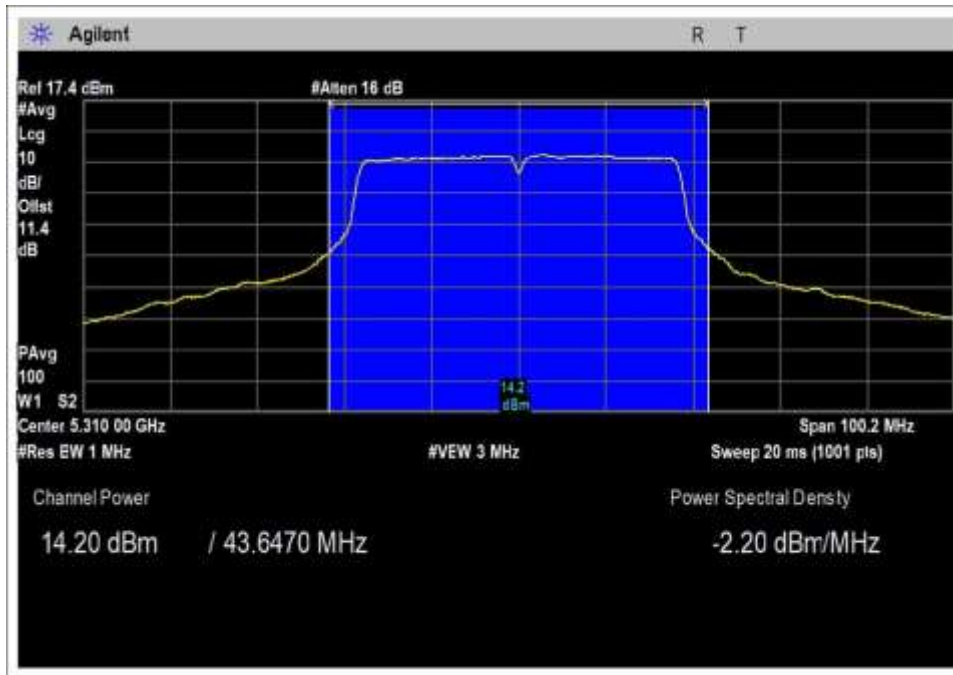 Agilent R T
Ref 17.4 dBm #Atten 16 dB
#Avg
Log
10
dB/
Offst
11.4
dB
PAvg
100
W1 S2
14.2
dBm
Center 5.310 00 GHz Span 100.2 MHz
#Res BW 1 MHz #VBW 3 MHz Sweep 20 ms (1001 pts)
Channel Power Power Spectral Density
14.20 dBm / 43.6470 MHz -2.20 dBm/MHz